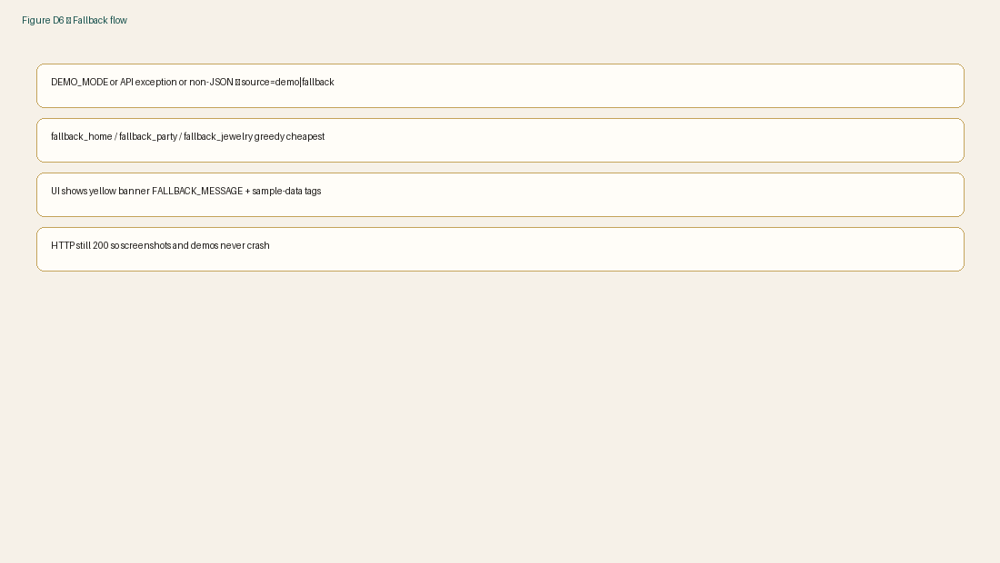 Figure D6 ▯ Fallback flow
DEMO_MODE or API exception or non-JSON ▯ source=demo|fallback
fallback_home / fallback_party / fallback_jewelry greedy cheapest
UI shows yellow banner FALLBACK_MESSAGE + sample-data tags
HTTP still 200 so screenshots and demos never crash